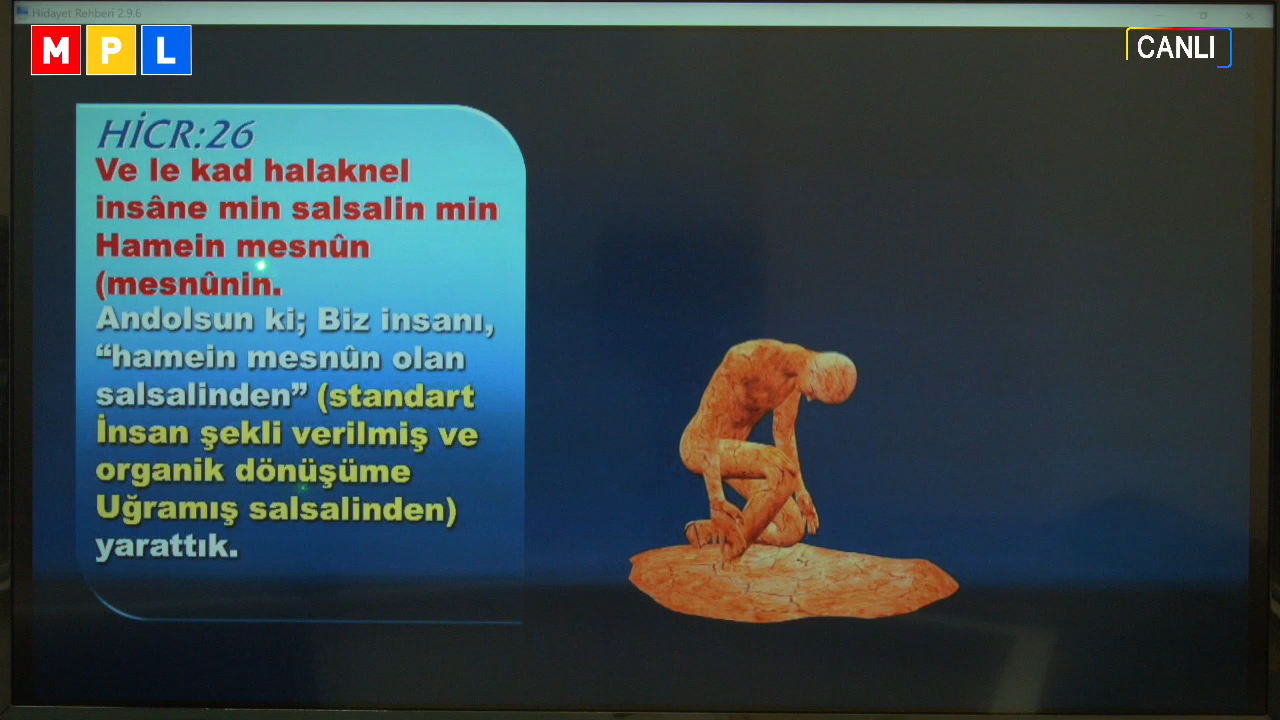 Hidayet Rehberi 2.9.6
M P L
CANLI
HİCR:26
Ve le kad halaknel
insâne min salsalin min
Hamein mesnûn
(mesnûnin.
Andolsun ki; Biz insanı,
“hamein mesnûn olan
salsalinden” (standart
İnsan şekli verilmiş ve
organik dönüşüme
Uğramış salsalinden)
yarattık.